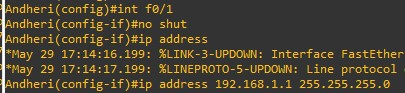 Andheri(config)#int f0/1
Andheri(config-if)#no shut
Andheri(config-if)#ip address
*May 29 17:14:16.199: %LINK-3-UPDOWN: Interface FastEther
*May 29 17:14:17.199: %LINEPROTO-5-UPDOWN: Line protocol
Andheri(config-if)#ip address 192.168.1.1 255.255.255.0